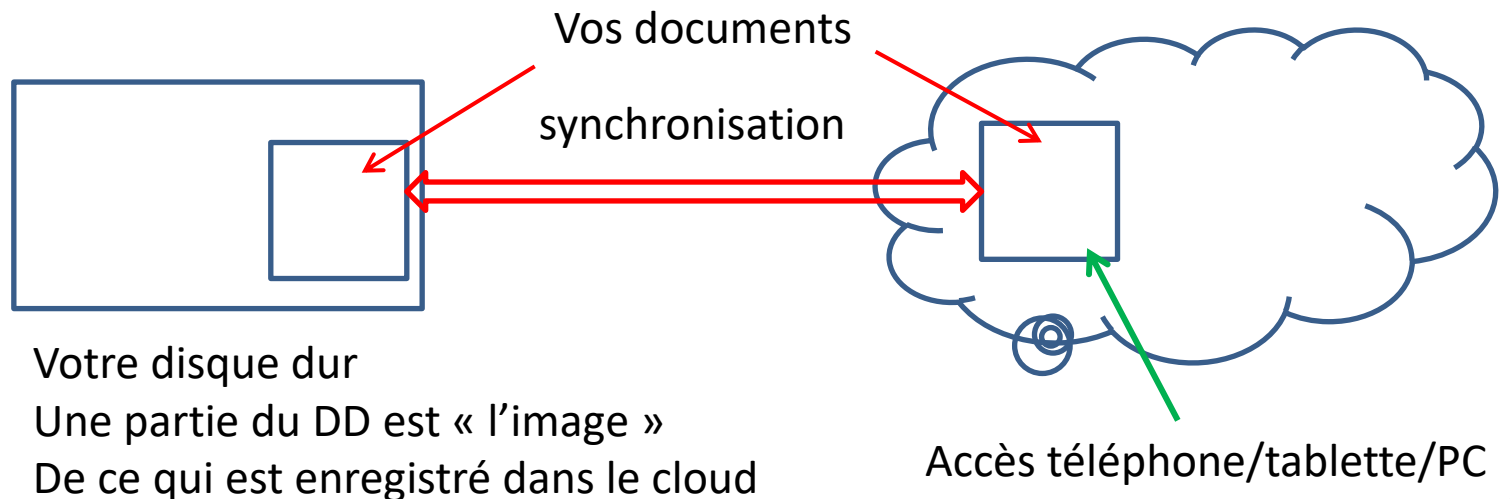 Vos documents
synchronisation
Votre disque dur
Une partie du DD est « l’image »
De ce qui est enregistré dans le cloud
Accès téléphone/tablette/PC